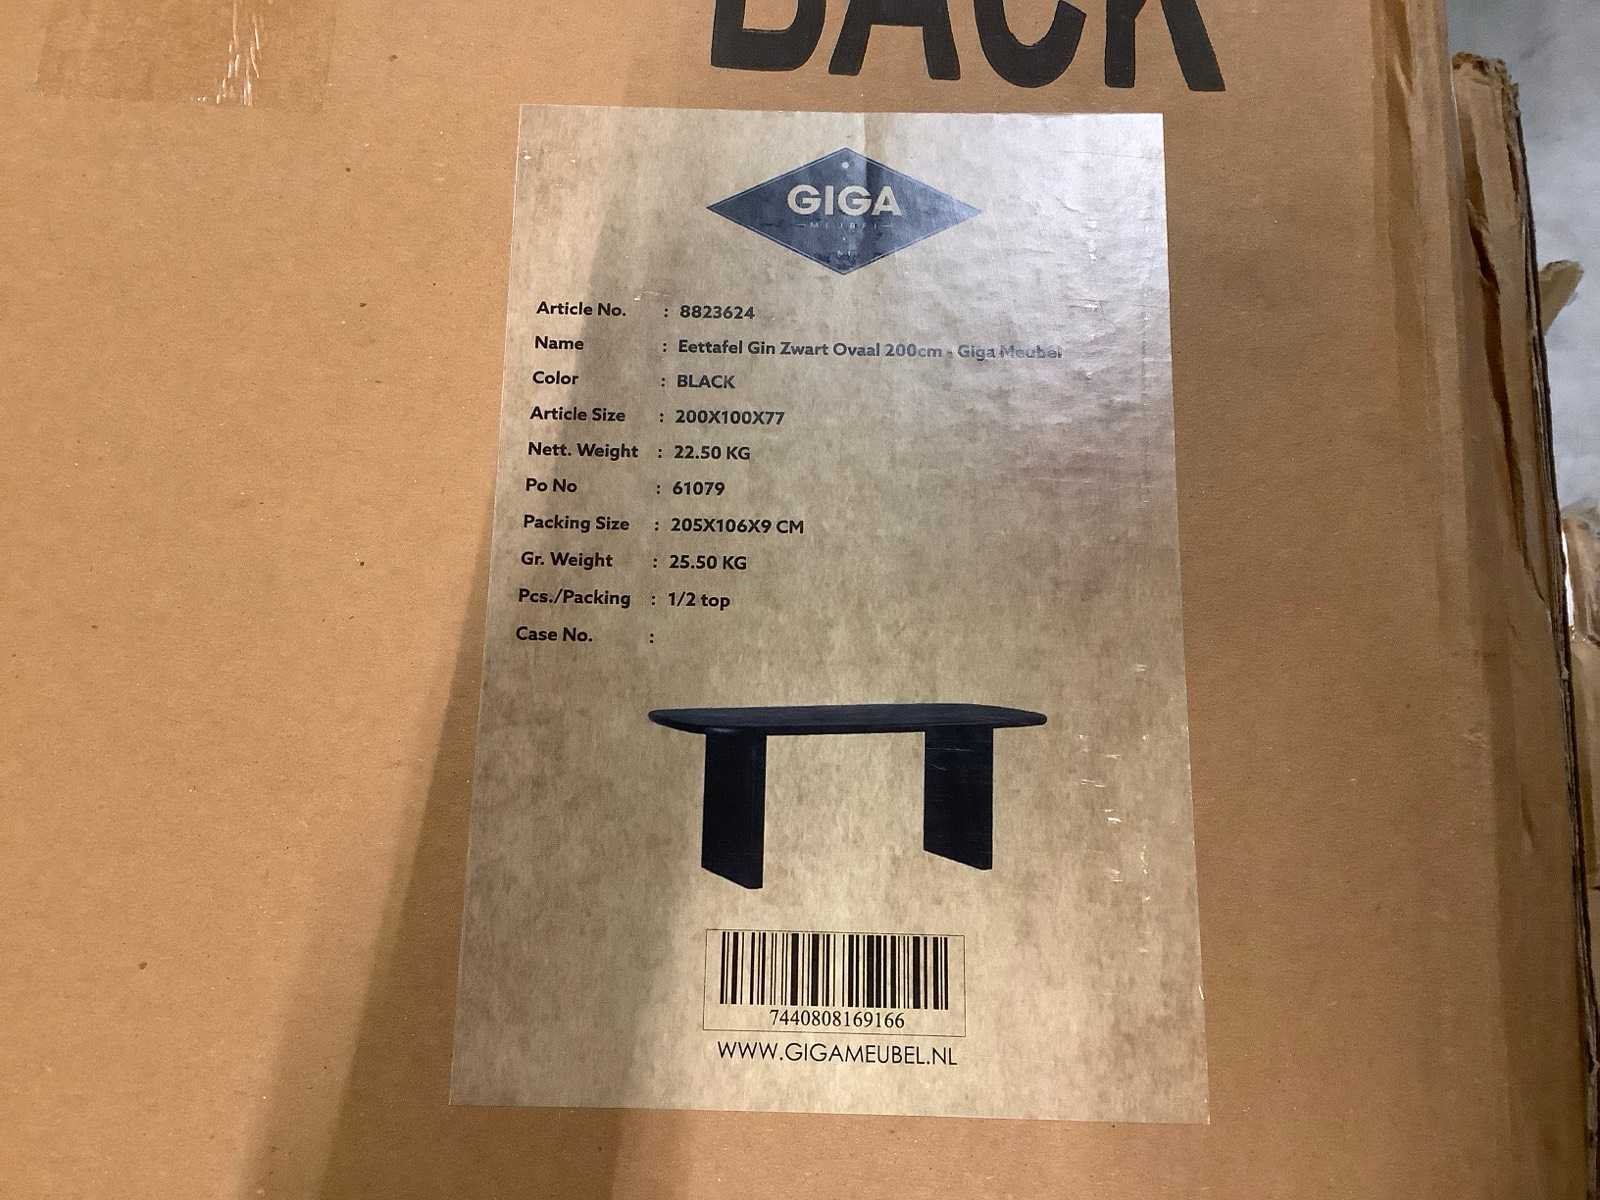 BACK
GIGA
MEUBEL
Article No. : 8823624
Name : Eettafel Gin Zwart Ovaal 200cm - Giga Meubel
Color : BLACK
Article Size : 200X100X77
Nett. Weight : 22.50 KG
Po No : 61079
Packing Size : 205X106X9 CM
Gr. Weight : 25.50 KG
Pcs./Packing : 1/2 top
Case No. :
7440808169166
WWW.GIGAMEUBEL.NL